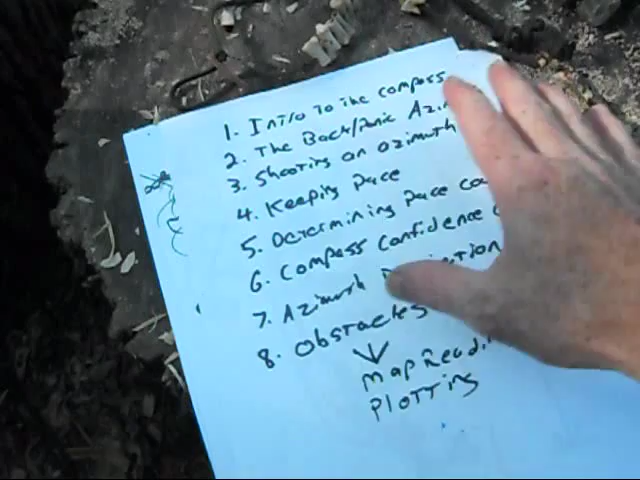 1. Intro to the compass
2. The Back/Panic Azi
3. Shooting an azimuth
4. Keeping Pace
5. Determining pace co
6. Compass Confidence
7. Azimuth
8. Obstacles
Map Readi
Plotting